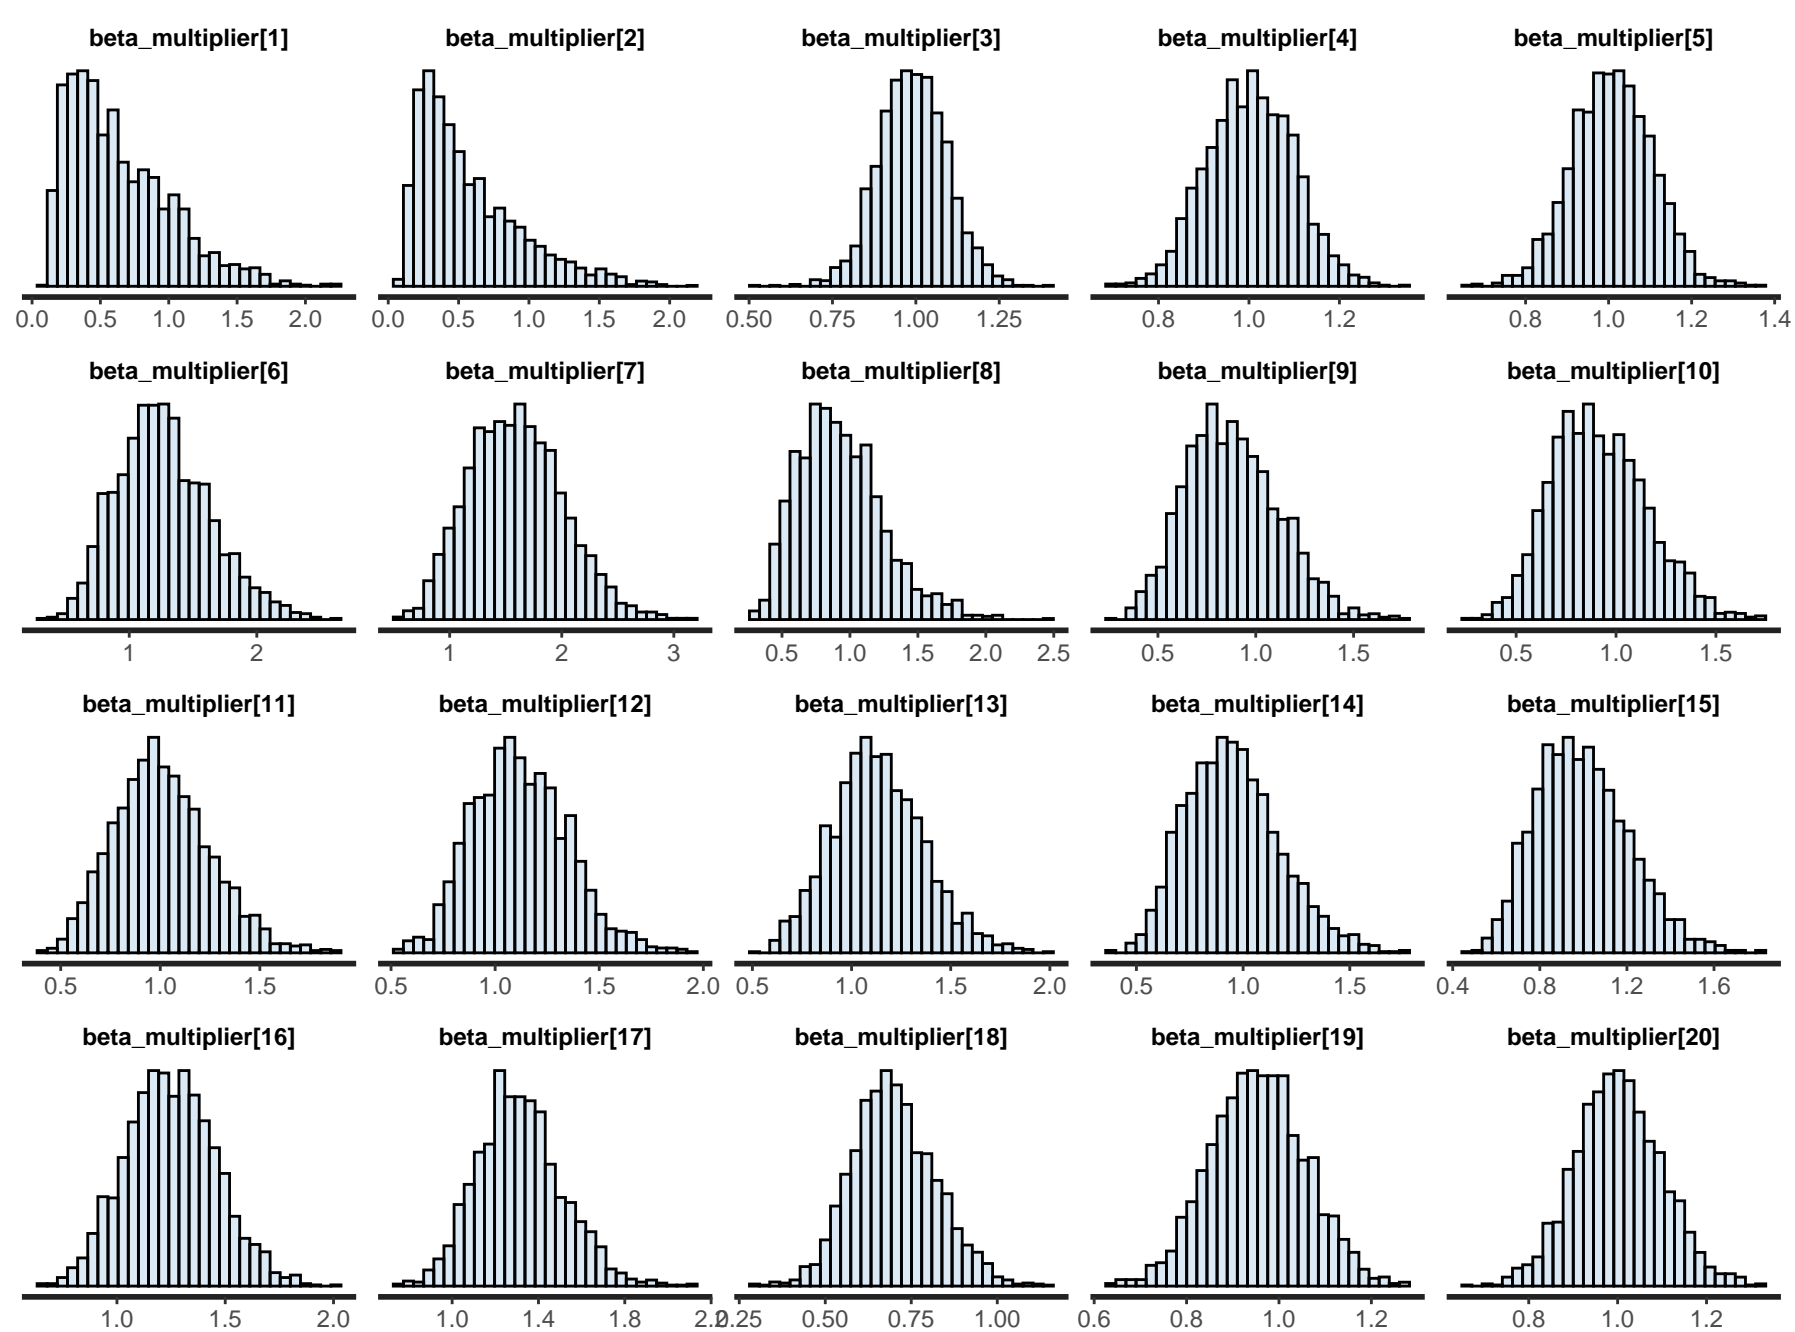 beta_multiplier[1] beta_multiplier[2] beta_multiplier[3] beta_multiplier[4] beta_multiplier[5]
0.0 0.5 1.0 1.5 2.0 0.0 0.5 1.0 1.5 2.0 0.50 0.75 1.00 1.25 0.8 1.0 1.2 0.8 1.0 1.2 1.4
beta_multiplier[6] beta_multiplier[7] beta_multiplier[8] beta_multiplier[9] beta_multiplier[10]
1 2 1 2 3 0.5 1.0 1.5 2.0 2.5 0.5 1.0 1.5 0.5 1.0 1.5
beta_multiplier[11] beta_multiplier[12] beta_multiplier[13] beta_multiplier[14] beta_multiplier[15]
0.5 1.0 1.5 0.5 1.0 1.5 2.0 0.5 1.0 1.5 2.0 0.5 1.0 1.5 0.4 0.8 1.2 1.6
beta_multiplier[16] beta_multiplier[17] beta_multiplier[18] beta_multiplier[19] beta_multiplier[20]
1.0 1.5 2.0 1.0 1.4 1.8 2.2 0.25 0.50 0.75 1.00 0.6 0.8 1.0 1.2 0.8 1.0 1.2